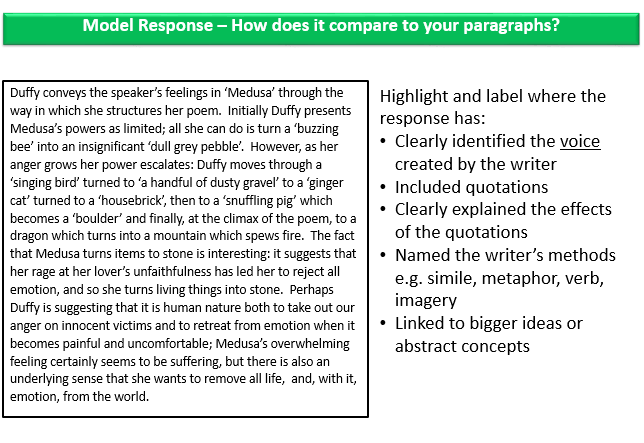 Model Response – How does it compare to your paragraphs?
Duffy conveys the speaker's feelings in 'Medusa' through the
way in which she structures her poem.  Initially Duffy presents
Medusa's powers as limited; all she can do is turn a 'buzzing
bee' into an insignificant 'dull grey pebble'.  However, as her
anger grows her power escalates: Duffy moves through a
'singing bird' turned to 'a handful of dusty gravel' to a 'ginger
cat' turned to a 'housebrick', then to a 'snuffling pig' which
becomes a 'boulder' and finally, at the climax of the poem, to a
dragon which turns into a mountain which spews fire.  The fact
that Medusa turns items to stone is interesting: it suggests that
her rage at her lover's unfaithfulness has led her to reject all
emotion, and so she turns living things into stone.  Perhaps
Duffy is suggesting that it is human nature both to take out our
anger on innocent victims and to retreat from emotion when it
becomes painful and uncomfortable; Medusa's overwhelming
feeling certainly seems to be suffering, but there is also an
underlying sense that she wants to remove all life,  and, with it,
emotion, from the world.
Highlight and label where the
response has:
• Clearly identified the voice
created by the writer
• Included quotations
• Clearly explained the effects
of the quotations
• Named the writer's methods
e.g. simile, metaphor, verb,
imagery
• Linked to bigger ideas or
abstract concepts